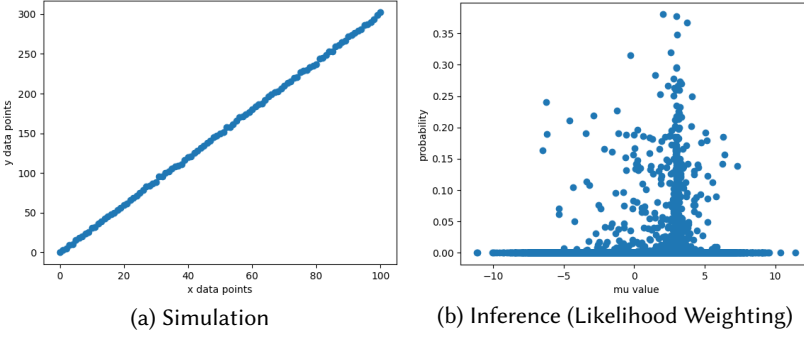 300
250
200
150
100
50
0
y data points
0 20 40 60 80 100
x data points
(a) Simulation
0.35
0.30
0.25
0.20
0.15
0.10
0.05
0.00
probability
−10 −5 0 5 10
mu value
(b) Inference (Likelihood Weighting)